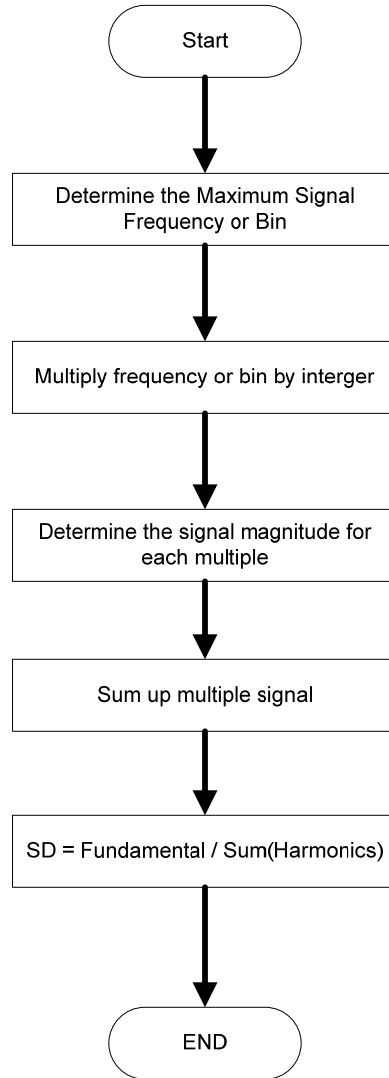 Start
Determine the Maximum Signal
Frequency or Bin
Multiply frequency or bin by interger
Determine the signal magnitude for
each multiple
Sum up multiple signal
SD = Fundamental / Sum(Harmonics)
END